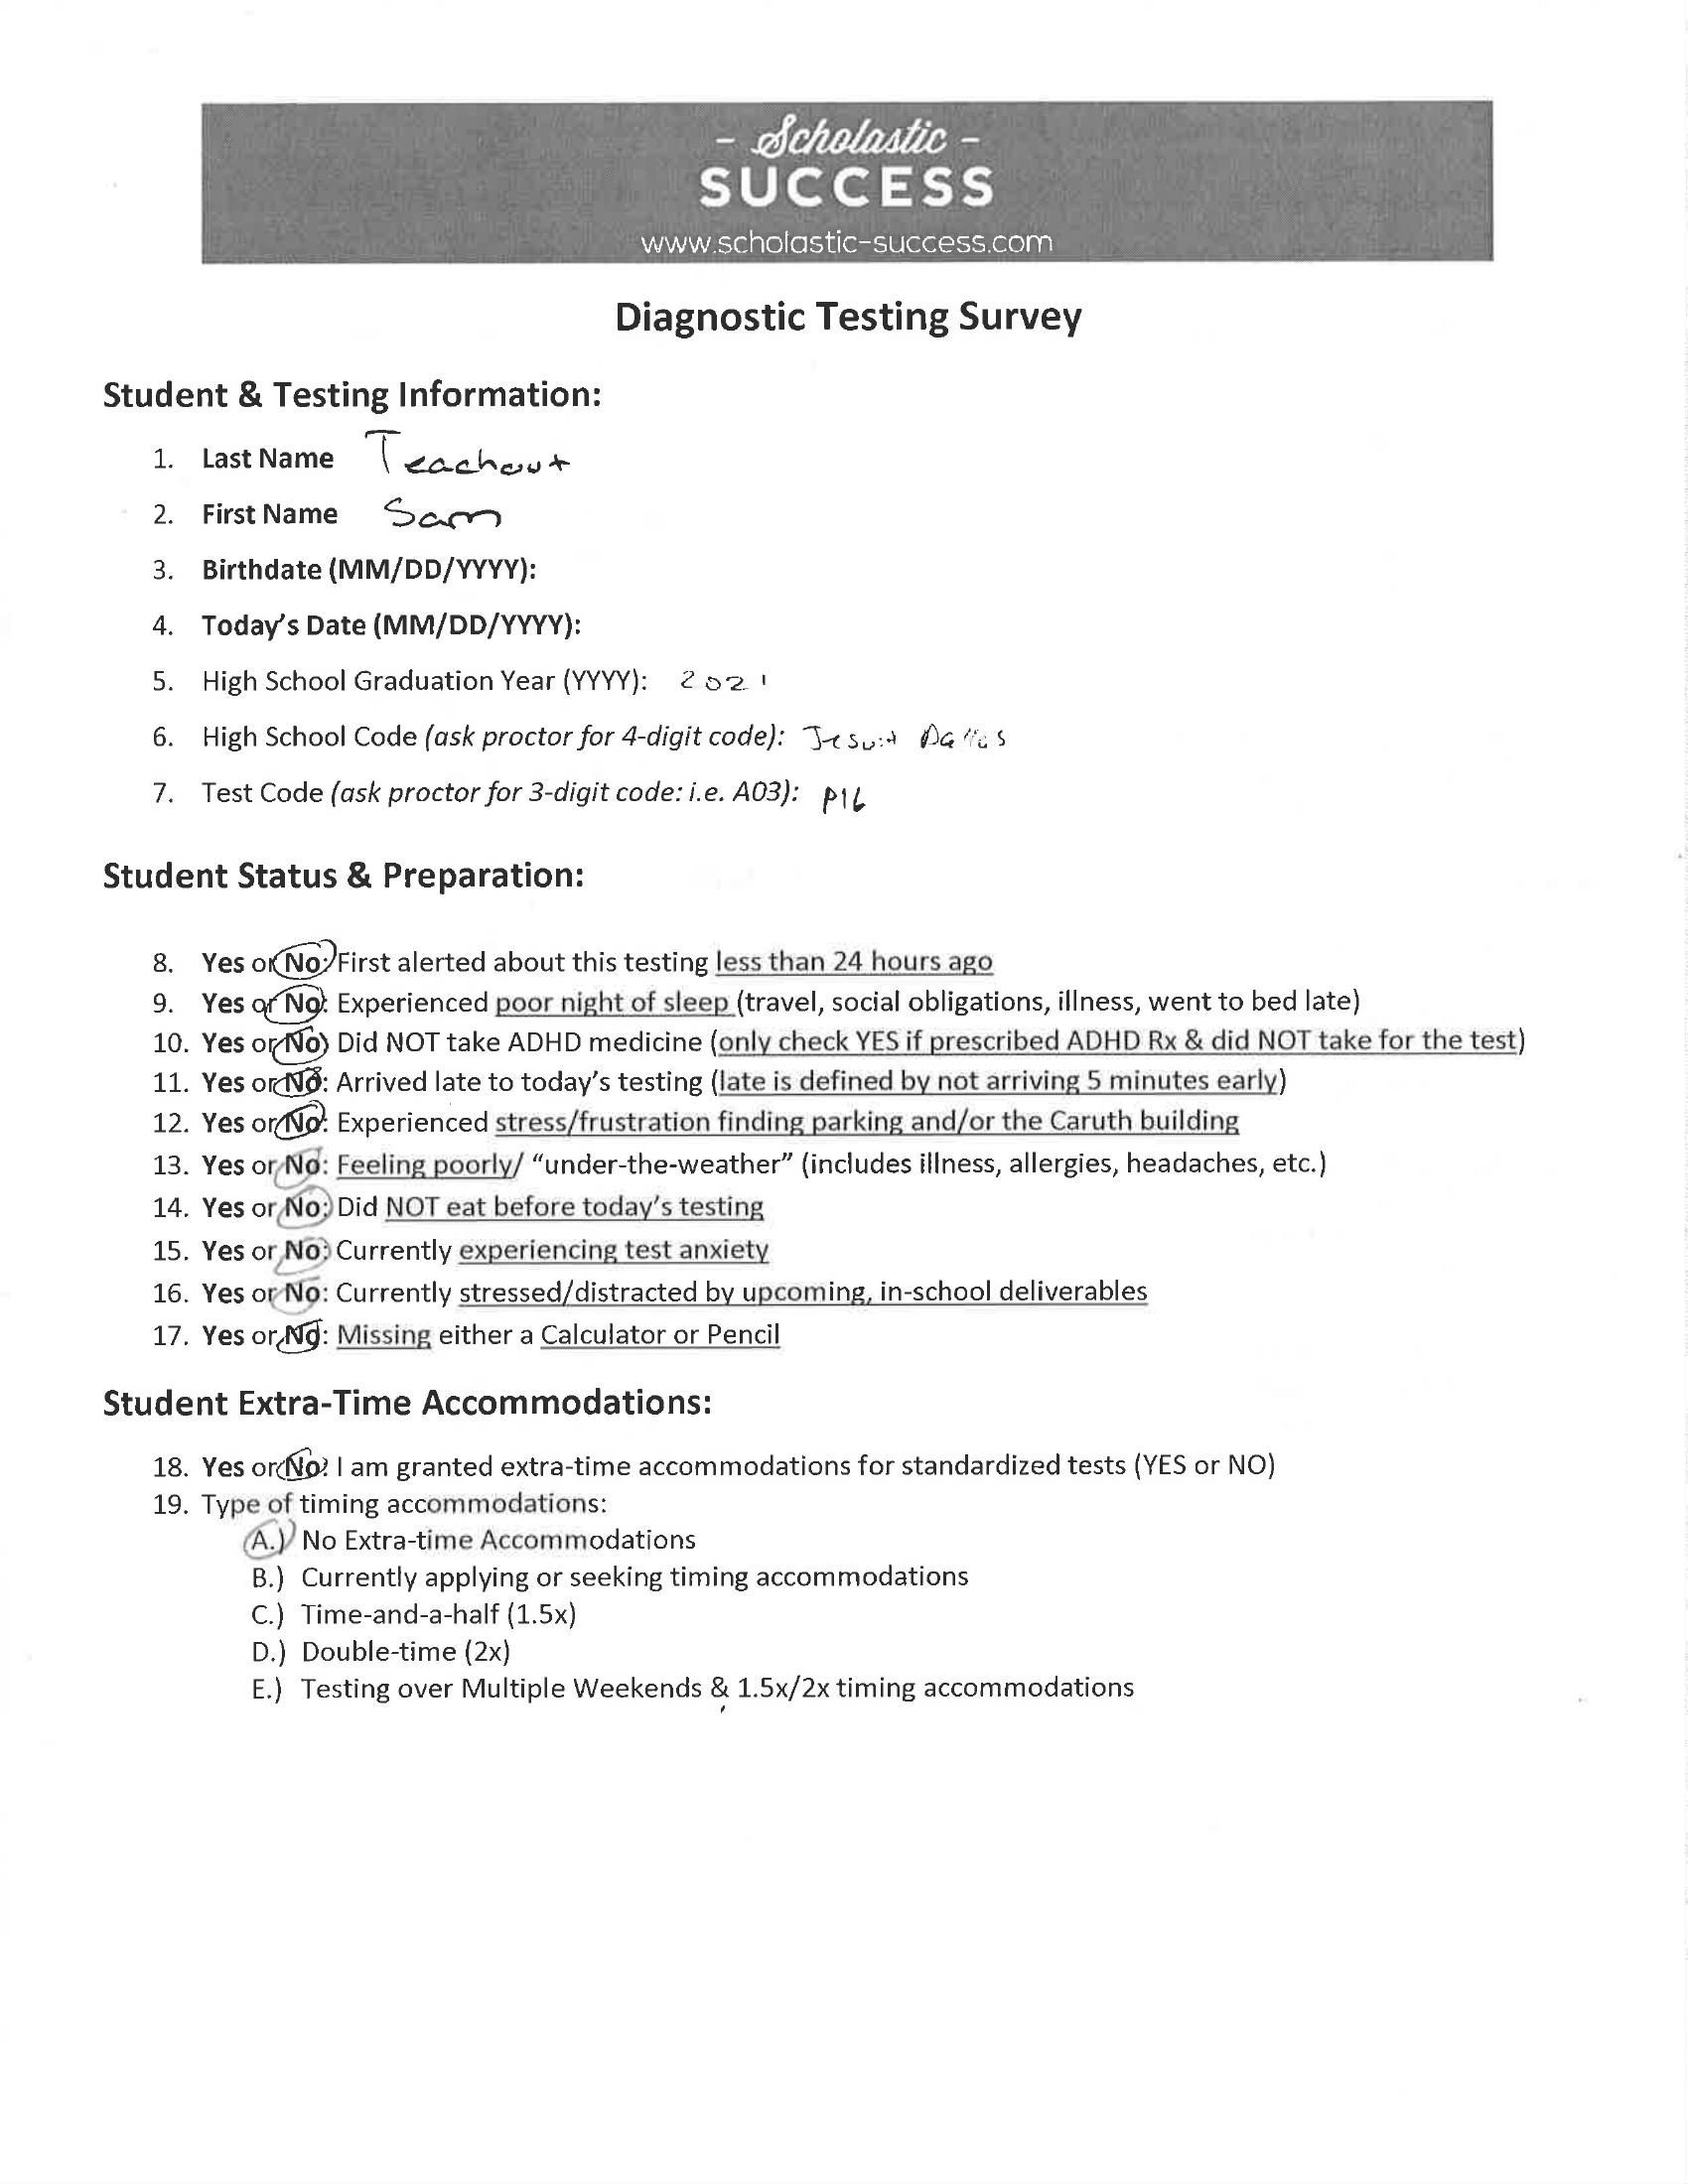 - Scholastic -
SUCCESS
www.scholastic-success.com
Diagnostic Testing Survey
Student & Testing Information:
1. Last Name Teachout
2. First Name Sam
3. Birthdate (MM/DD/YYYY):
4. Today's Date (MM/DD/YYYY):
5. High School Graduation Year (YYYY): 2021
6. High School Code (ask proctor for 4-digit code): Jesuit Dallas
7. Test Code (ask proctor for 3-digit code: i.e. A03): P16
Student Status & Preparation:
8. Yes or No: First alerted about this testing less than 24 hours ago
9. Yes or No: Experienced poor night of sleep (travel, social obligations, illness, went to bed late)
10. Yes or No: Did NOT take ADHD medicine (only check YES if prescribed ADHD Rx & did NOT take for the test)
11. Yes or No: Arrived late to today's testing (late is defined by not arriving 5 minutes early)
12. Yes or No: Experienced stress/frustration finding parking and/or the Caruth building
13. Yes or No: Feeling poorly/ “under-the-weather” (includes illness, allergies, headaches, etc.)
14. Yes or No: Did NOT eat before today's testing
15. Yes or No: Currently experiencing test anxiety
16. Yes or No: Currently stressed/distracted by upcoming, in-school deliverables
17. Yes or No: Missing either a Calculator or Pencil
Student Extra-Time Accommodations:
18. Yes or No: I am granted extra-time accommodations for standardized tests (YES or NO)
19. Type of timing accommodations:
A.) No Extra-time Accommodations
B.) Currently applying or seeking timing accommodations
C.) Time-and-a-half (1.5x)
D.) Double-time (2x)
E.) Testing over Multiple Weekends & 1.5x/2x timing accommodations